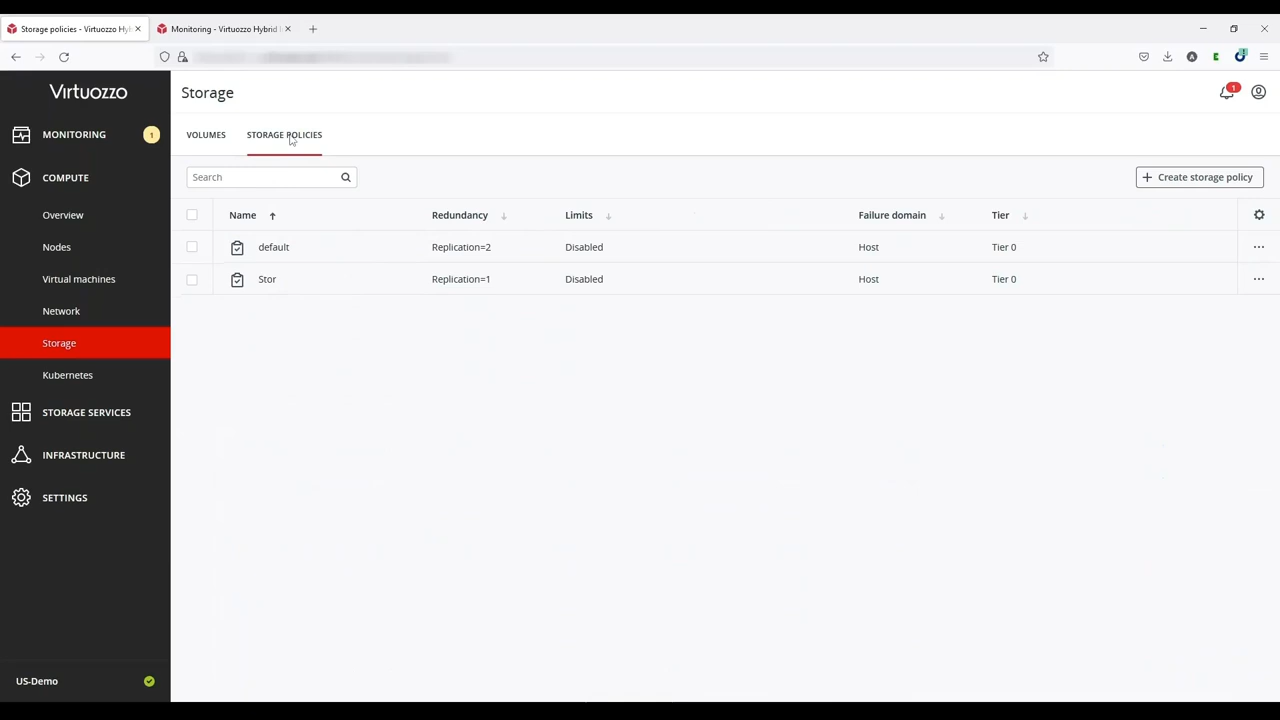 Storage policies - Virtuozzo Hy
Monitoring - Virtuozzo Hybrid
Virtuozzo
Storage
1
MONITORING
1
VOLUMES
STORAGE POLICIES
COMPUTE
Search
Create storage policy
Overview
Name
Redundancy
Limits
Failure domain
Tier
Nodes
default
Replication=2
Disabled
Host
Tier 0
Virtual machines
Stor
Replication=1
Disabled
Host
Tier 0
Network
Storage
Kubernetes
STORAGE SERVICES
INFRASTRUCTURE
SETTINGS
US-Demo